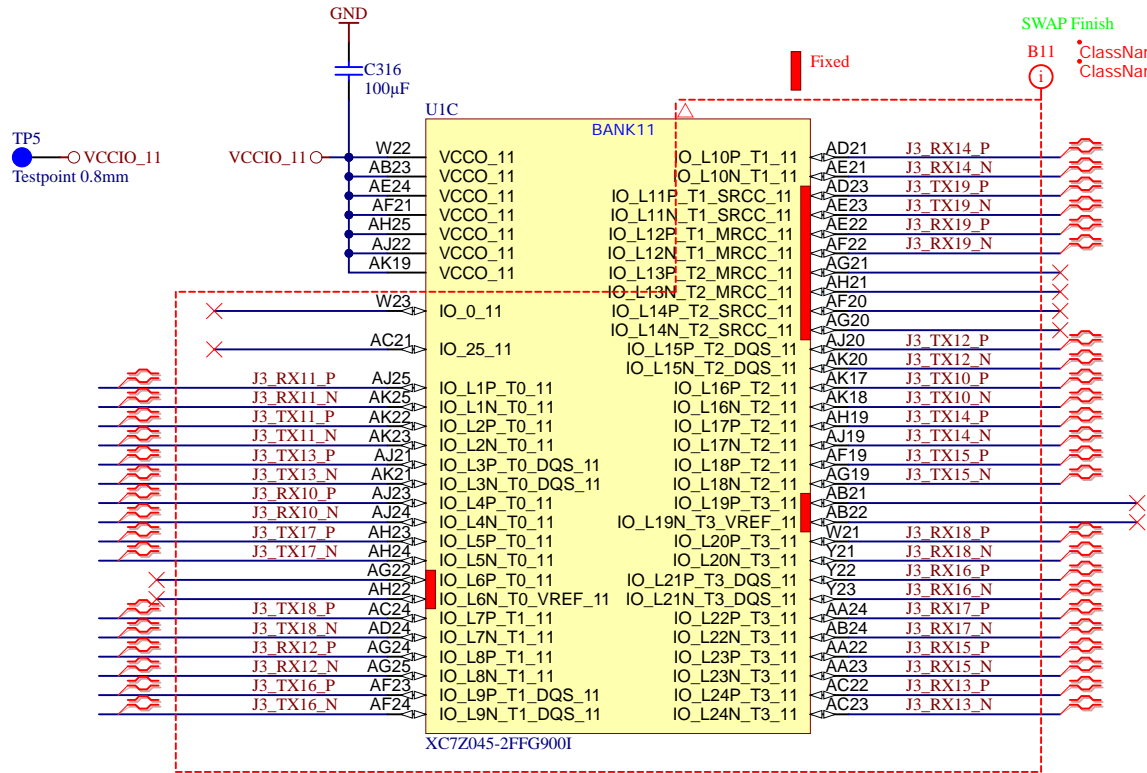 GND
SWAP Finish
B11
i
ClassNar
ClassNar
Fixed
C316
100µF
U1C
BANK11
TP5
VCCIO_11
Testpoint 0.8mm
VCCIO_11
W22 VCCO_11
AB23 VCCO_11
AE24 VCCO_11
AF21 VCCO_11
AH25 VCCO_11
AJ22 VCCO_11
AK19 VCCO_11
W23 IO_0_11
AC21 IO_25_11
J3_RX11_P AJ25 IO_L1P_T0_11
J3_RX11_N AK25 IO_L1N_T0_11
J3_TX11_P AK22 IO_L2P_T0_11
J3_TX11_N AK23 IO_L2N_T0_11
J3_TX13_P AJ21 IO_L3P_T0_DQS_11
J3_TX13_N AK21 IO_L3N_T0_DQS_11
J3_RX10_P AJ23 IO_L4P_T0_11
J3_RX10_N AJ24 IO_L4N_T0_11
J3_TX17_P AH23 IO_L5P_T0_11
J3_TX17_N AH24 IO_L5N_T0_11
AG22 IO_L6P_T0_11
AH22 IO_L6N_T0_VREF_11
J3_TX18_P AC24 IO_L7P_T1_11
J3_TX18_N AD24 IO_L7N_T1_11
J3_RX12_P AG24 IO_L8P_T1_11
J3_RX12_N AG25 IO_L8N_T1_11
J3_TX16_P AF23 IO_L9P_T1_DQS_11
J3_TX16_N AF24 IO_L9N_T1_DQS_11
IO_L10P_T1_11 AD21 J3_RX14_P
IO_L10N_T1_11 AE21 J3_RX14_N
IO_L11P_T1_SRCC_11 AD23 J3_TX19_P
IO_L11N_T1_SRCC_11 AE23 J3_TX19_N
IO_L12P_T1_MRCC_11 AE22 J3_RX19_P
IO_L12N_T1_MRCC_11 AF22 J3_RX19_N
IO_L13P_T2_MRCC_11 AG21
IO_L13N_T2_MRCC_11 AH21
IO_L14P_T2_SRCC_11 AF20
IO_L14N_T2_SRCC_11 AG20
IO_L15P_T2_DQS_11 AJ20 J3_TX12_P
IO_L15N_T2_DQS_11 AK20 J3_TX12_N
IO_L16P_T2_11 AK17 J3_TX10_P
IO_L16N_T2_11 AK18 J3_TX10_N
IO_L17P_T2_11 AH19 J3_TX14_P
IO_L17N_T2_11 AJ19 J3_TX14_N
IO_L18P_T2_11 AF19 J3_TX15_P
IO_L18N_T2_11 AG19 J3_TX15_N
IO_L19P_T3_11 AB21
IO_L19N_T3_VREF_11 AB22
IO_L20P_T3_11 W21 J3_RX18_P
IO_L20N_T3_11 Y21 J3_RX18_N
IO_L21P_T3_DQS_11 Y22 J3_RX16_P
IO_L21N_T3_DQS_11 Y23 J3_RX16_N
IO_L22P_T3_11 AA24 J3_RX17_P
IO_L22N_T3_11 AB24 J3_RX17_N
IO_L23P_T3_11 AA22 J3_RX15_P
IO_L23N_T3_11 AA23 J3_RX15_N
IO_L24P_T3_11 AC22 J3_RX13_P
IO_L24N_T3_11 AC23 J3_RX13_N
XC7Z045-2FFG900I